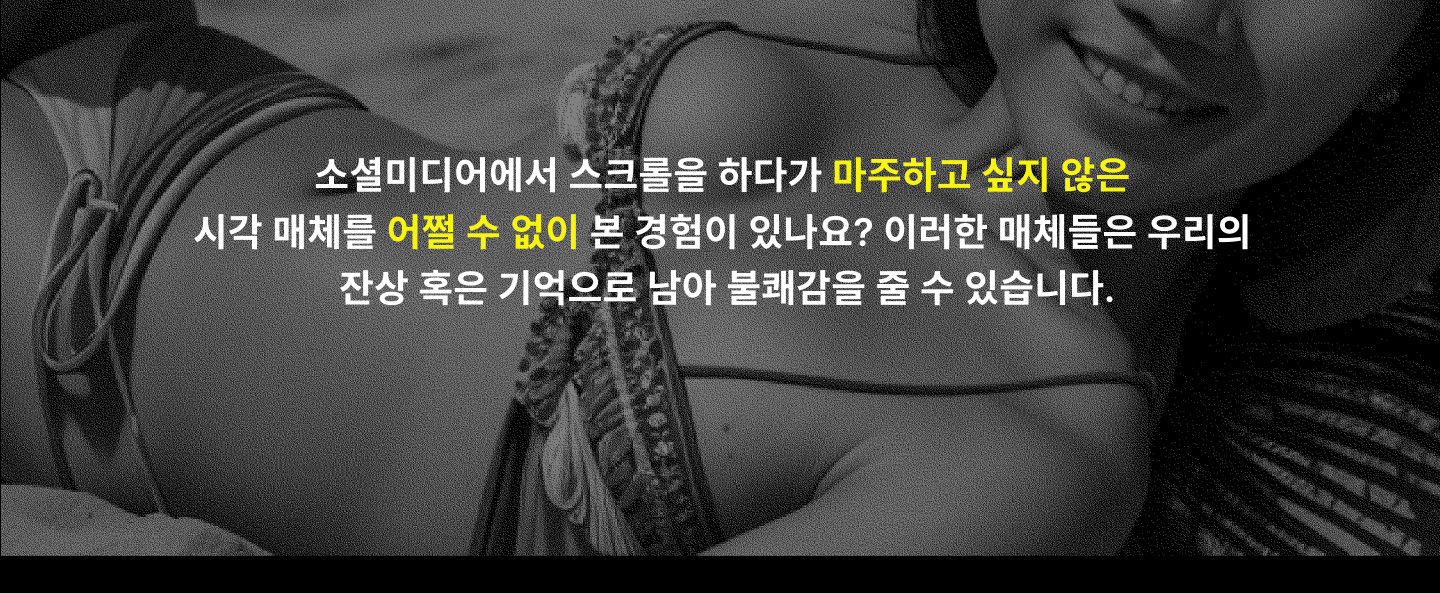 소셜미디어에서 스크롤을 하다가 마주하고 싶지 않은
시각 매체를 어쩔 수 없이 본 경험이 있나요? 이러한 매체들은 우리의
잔상 혹은 기억으로 남아 불쾌감을 줄 수 있습니다.